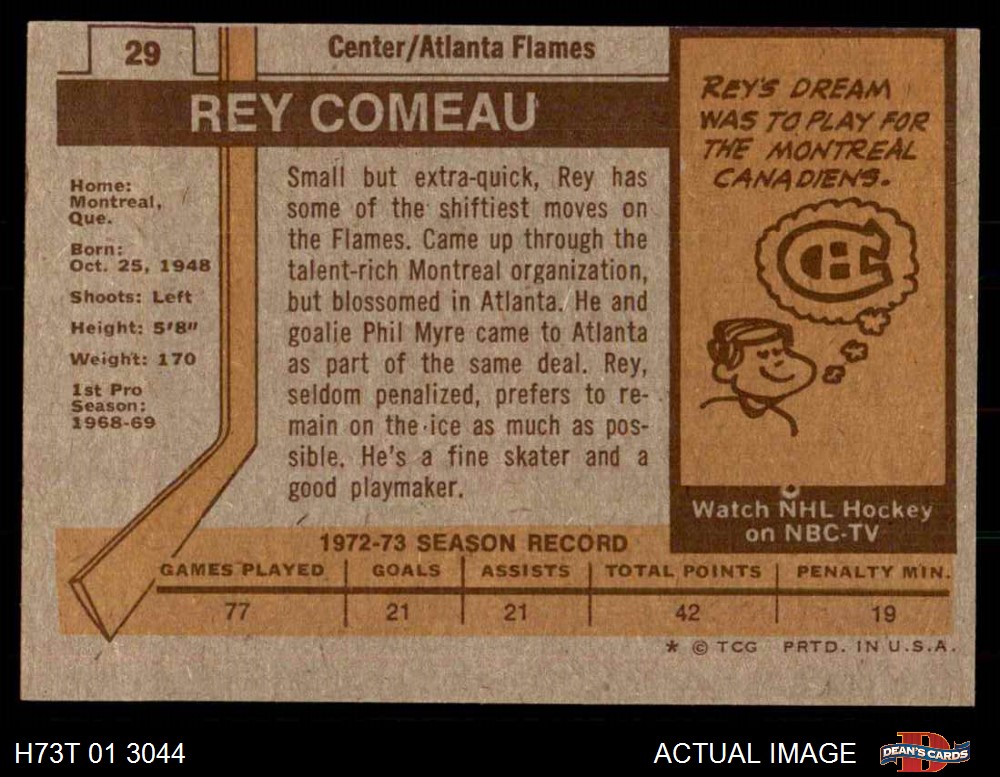 29
Center/Atlanta Flames
REY COMEAU
Home:
Montreal,
Que.
Born:
Oct. 25, 1948
Shoots: Left
Height: 5'8"
Weight: 170
1st Pro
Season:
1968-69
Small but extra-quick, Rey has
some of the shiftiest moves on
the Flames. Came up through the
talent-rich Montreal organization,
but blossomed in Atlanta. He and
goalie Phil Myre came to Atlanta
as part of the same deal. Rey,
seldom penalized, prefers to re-
main on the ice as much as pos-
sible. He's a fine skater and a
good playmaker.
REY'S DREAM
WAS TO PLAY FOR
THE MONTREAL
CANADIENS.
CH
Watch NHL Hockey
on NBC-TV
1972-73 SEASON RECORD
GAMES PLAYED GOALS ASSISTS TOTAL POINTS PENALTY MIN.
77 21 21 42 19
* © TCG PRTD. IN U.S.A.
H73T 01 3044
ACTUAL IMAGE
D
DEAN'S CARDS